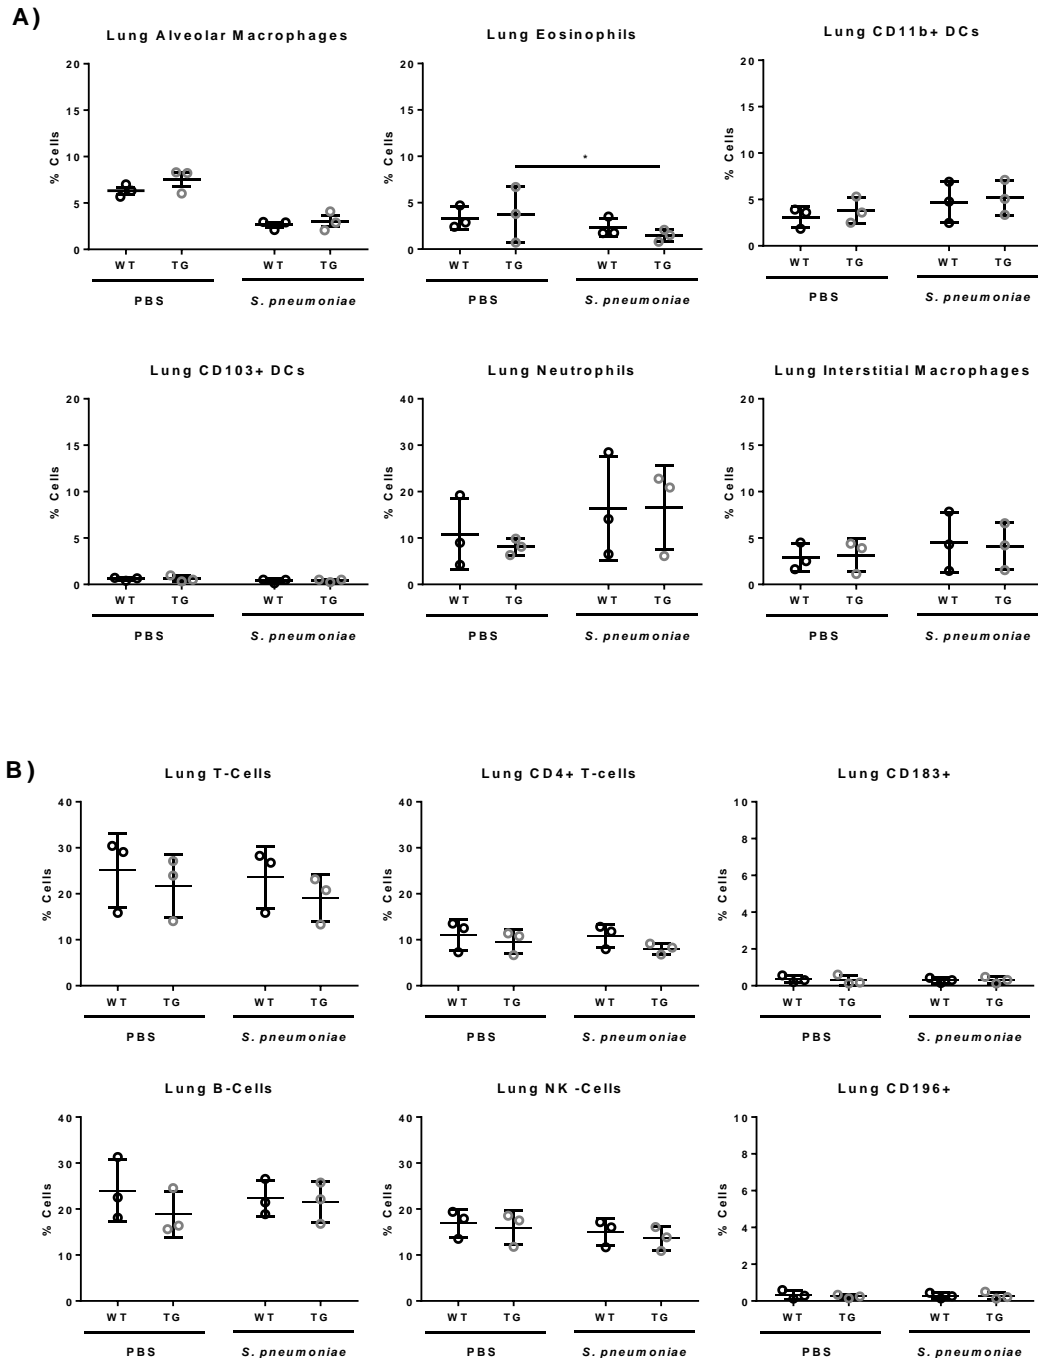 A)
Lung Alveolar Macrophages
% Cells
20
15
10
5
0
WT TG WT TG
PBS S. pneumoniae
Lung Eosinophils
% Cells
20
15
10
5
0
*
WT TG WT TG
PBS S. pneumoniae
Lung CD11b+ DCs
% Cells
20
15
10
5
0
WT TG WT TG
PBS S. pneumoniae
Lung CD103+ DCs
% Cells
20
15
10
5
0
WT TG WT TG
PBS S. pneumoniae
Lung Neutrophils
% Cells
40
30
20
10
0
WT TG WT TG
PBS S. pneumoniae
Lung Interstitial Macrophages
% Cells
20
15
10
5
0
WT TG WT TG
PBS S. pneumoniae
B)
Lung T-Cells
% Cells
40
30
20
10
0
WT TG WT TG
PBS S. pneumoniae
Lung CD4+ T-cells
% Cells
40
30
20
10
0
WT TG WT TG
PBS S. pneumoniae
Lung CD183+
% Cells
10
8
6
4
2
0
WT TG WT TG
PBS S. pneumoniae
Lung B-Cells
% Cells
40
30
20
10
0
WT TG WT TG
PBS S. pneumoniae
Lung NK -Cells
% Cells
40
30
20
10
0
WT TG WT TG
PBS S. pneumoniae
Lung CD196+
% Cells
10
8
6
4
2
0
WT TG WT TG
PBS S. pneumoniae